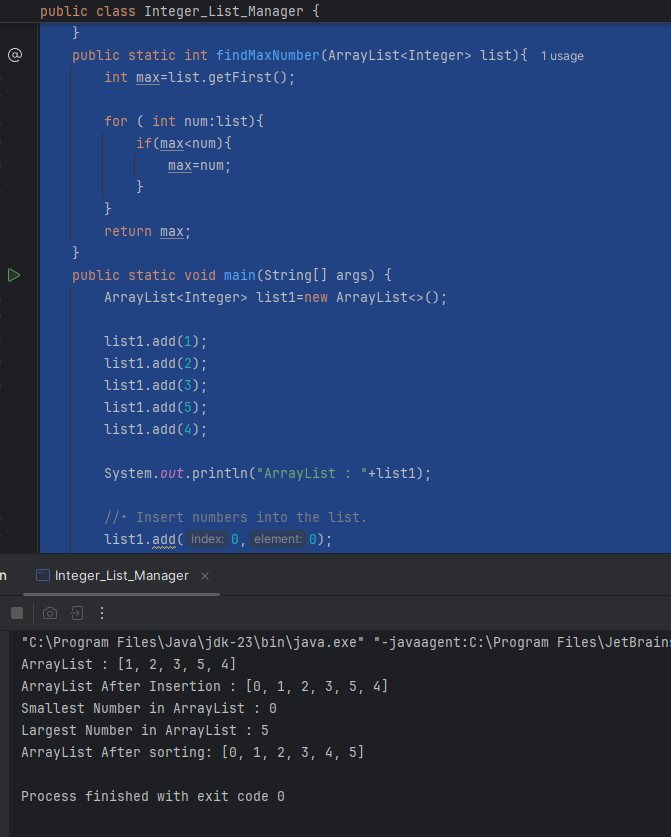 public class Integer_List_Manager {
}
public static int findMaxNumber(ArrayList<Integer> list){ 1 usage
int max=list.getFirst();
for ( int num:list){
if(max<num){
max=num;
}
}
return max;
}
public static void main(String[] args) {
ArrayList<Integer> list1=new ArrayList<>();
list1.add(1);
list1.add(2);
list1.add(3);
list1.add(5);
list1.add(4);
System.out.println("ArrayList : "+list1);
//• Insert numbers into the list.
list1.add( index: 0, element: 0);
n Integer_List_Manager ×
"C:\Program Files\Java\jdk-23\bin\java.exe" "-javaagent:C:\Program Files\JetBrains
ArrayList : [1, 2, 3, 5, 4]
ArrayList After Insertion : [0, 1, 2, 3, 5, 4]
Smallest Number in ArrayList : 0
Largest Number in ArrayList : 5
ArrayList After sorting: [0, 1, 2, 3, 4, 5]
Process finished with exit code 0